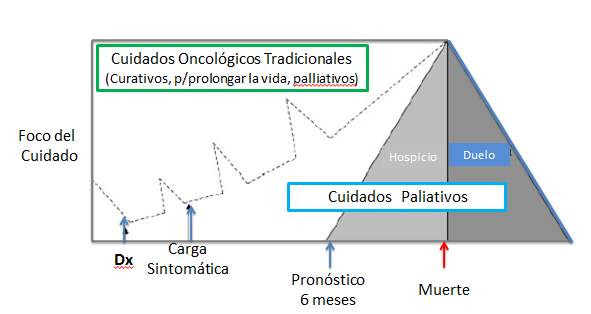 Cuidados Oncológicos Tradicionales
(Curativos, p/prolongar la vida, palliativos)
Foco del
Cuidado
Hospicio
Duelo
Cuidados Paliativos
Dx
Carga
Sintomática
Pronóstico
6 meses
Muerte